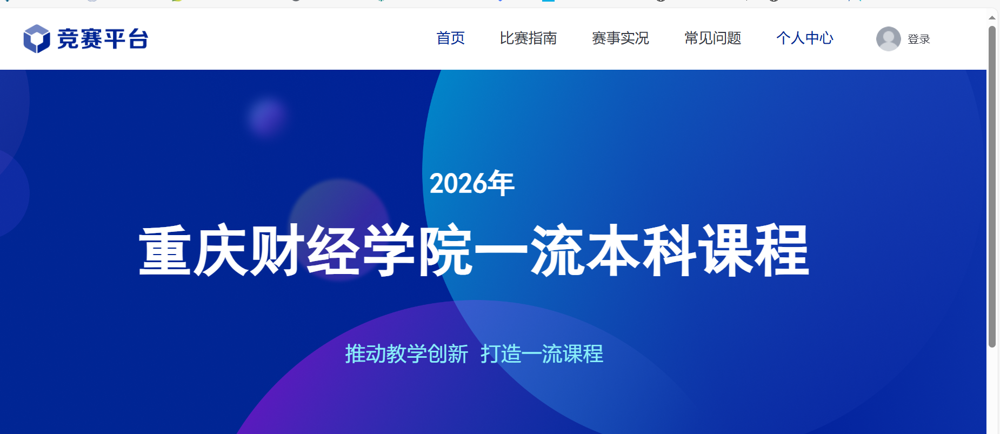 竞赛平台
首页 比赛指南 赛事实况 常见问题 个人中心 登录
2026年
重庆财经学院一流本科课程
推动教学创新 打造一流课程